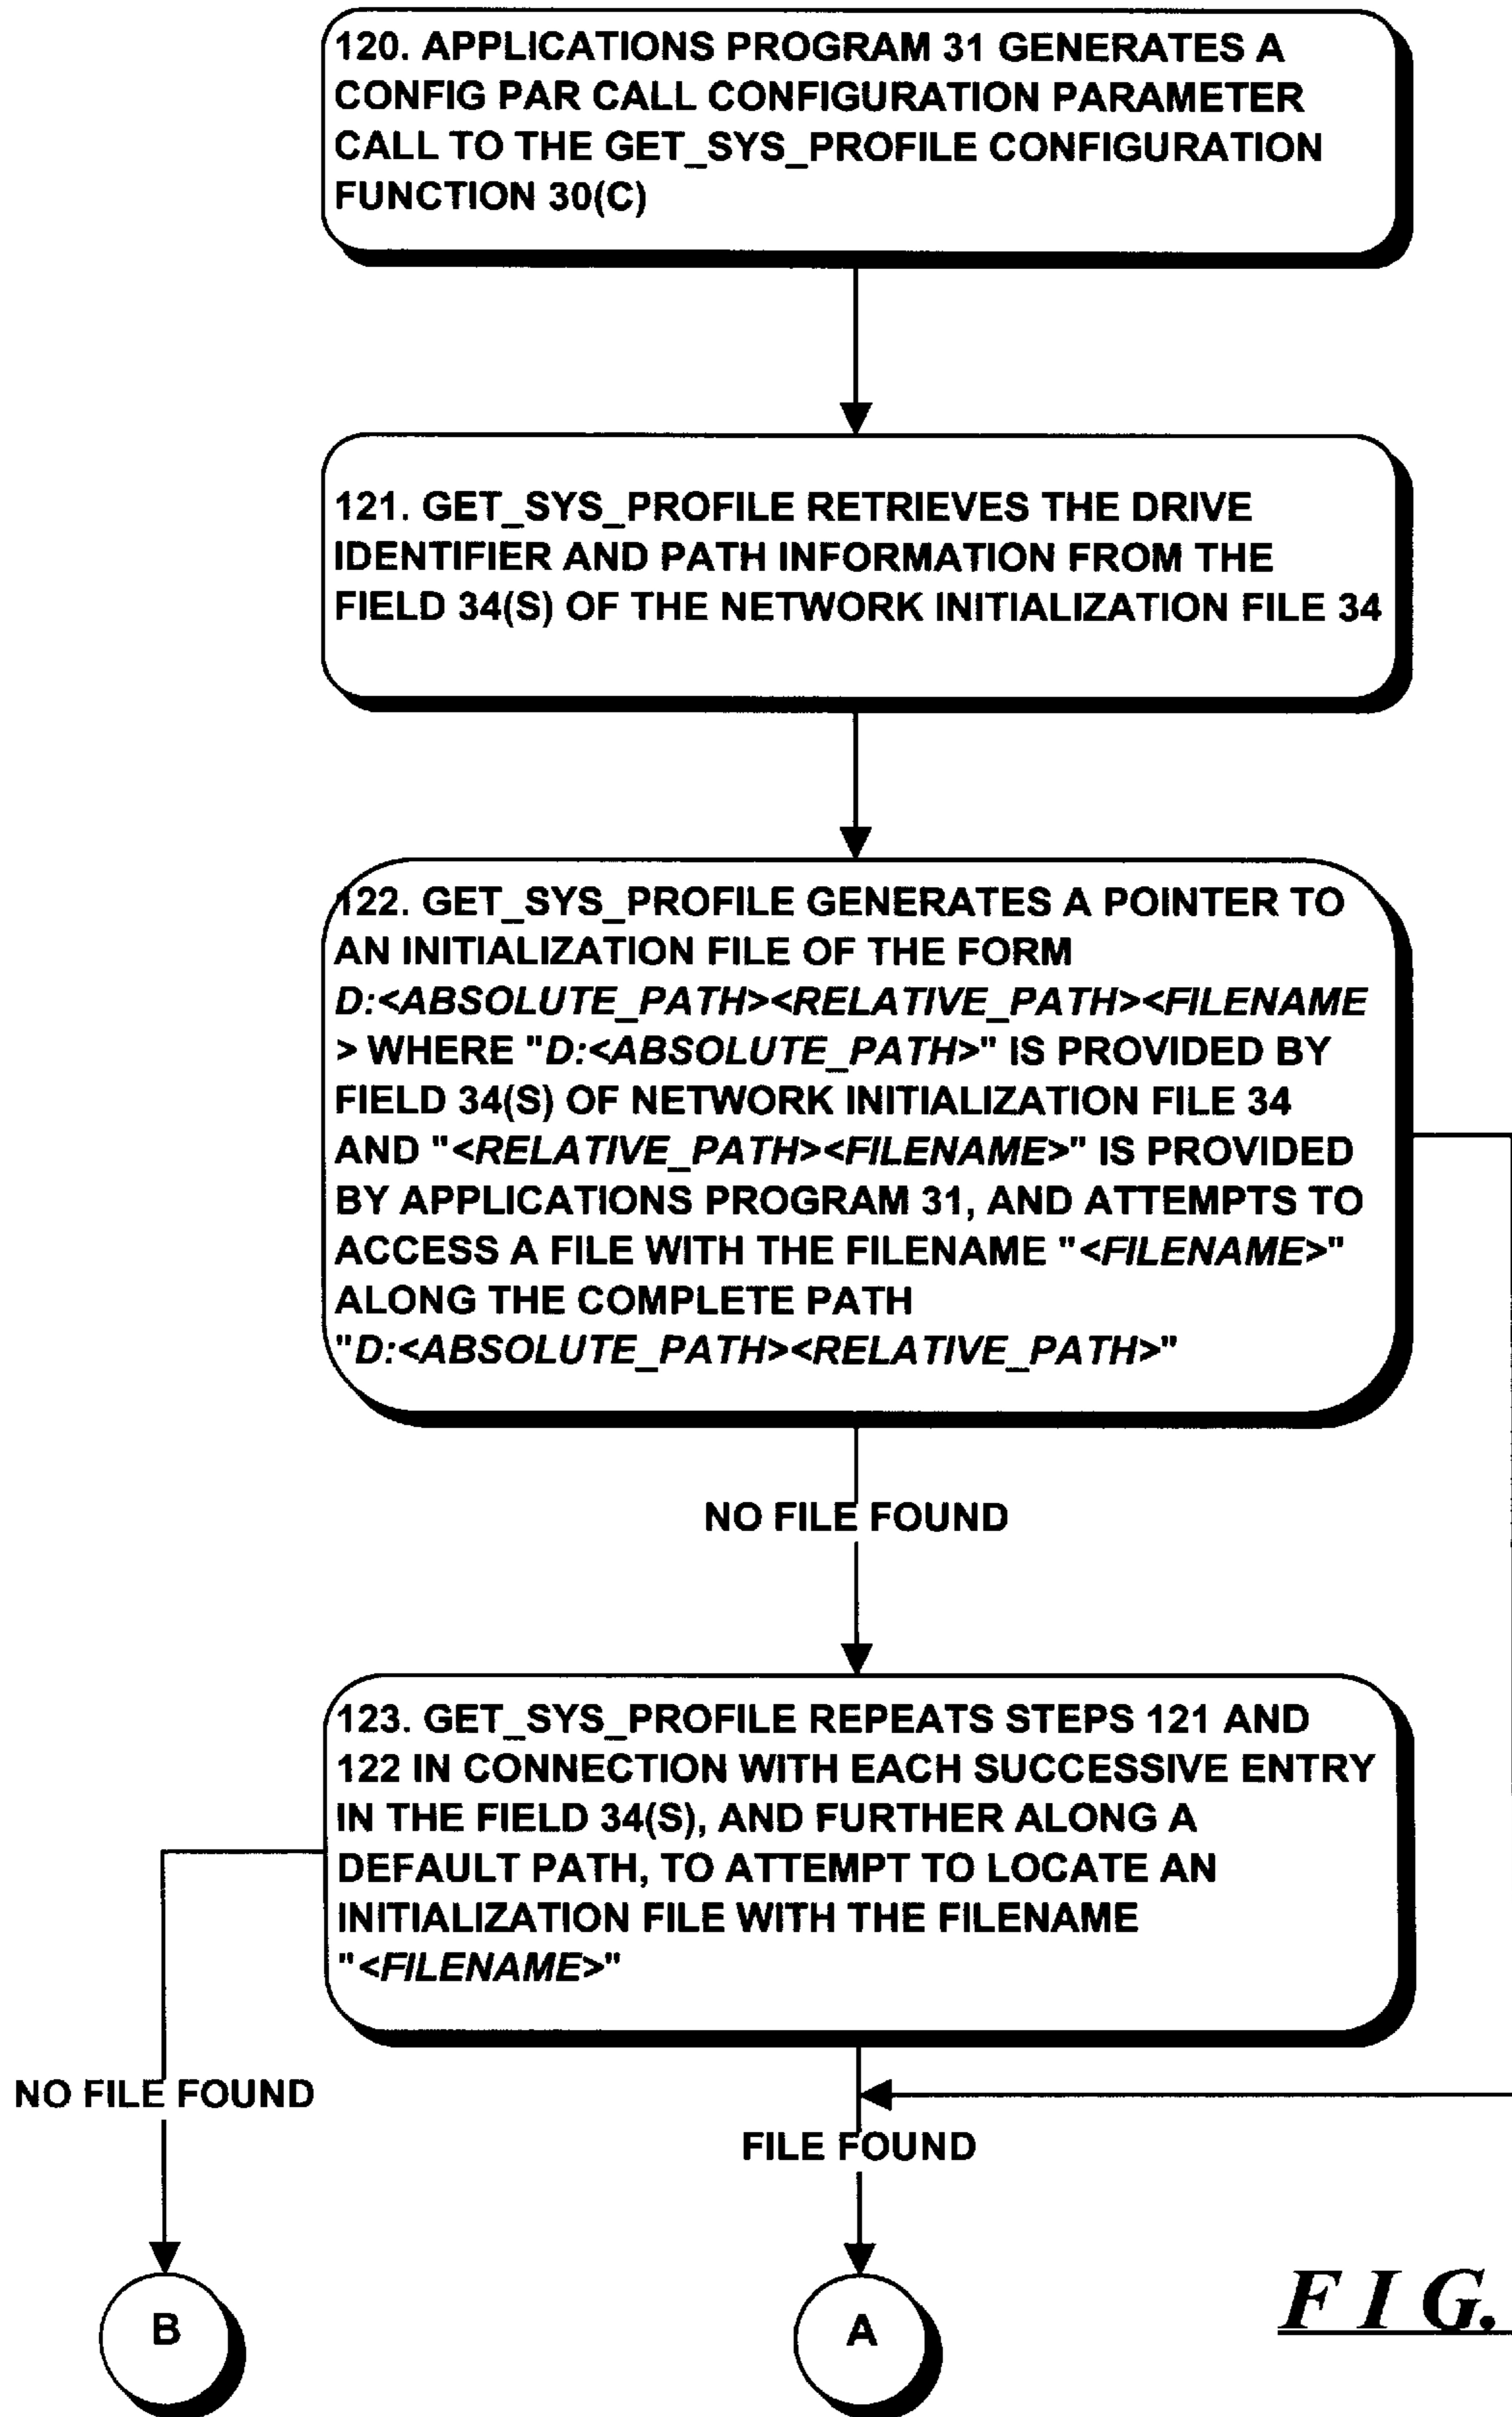 120. APPLICATIONS PROGRAM 31 GENERATES A
CONFIG PAR CALL CONFIGURATION PARAMETER
CALL TO THE GET_SYS_PROFILE CONFIGURATION
FUNCTION 30(C)
121. GET_SYS_PROFILE RETRIEVES THE DRIVE
IDENTIFIER AND PATH INFORMATION FROM THE
FIELD 34(S) OF THE NETWORK INITIALIZATION FILE 34
122. GET_SYS_PROFILE GENERATES A POINTER TO
AN INITIALIZATION FILE OF THE FORM
D:<ABSOLUTE_PATH><RELATIVE_PATH><FILENAME
> WHERE "D:<ABSOLUTE_PATH>" IS PROVIDED BY
FIELD 34(S) OF NETWORK INITIALIZATION FILE 34
AND "<RELATIVE_PATH><FILENAME>" IS PROVIDED
BY APPLICATIONS PROGRAM 31, AND ATTEMPTS TO
ACCESS A FILE WITH THE FILENAME "<FILENAME>"
ALONG THE COMPLETE PATH
"D:<ABSOLUTE_PATH><RELATIVE_PATH>"
NO FILE FOUND
123. GET_SYS_PROFILE REPEATS STEPS 121 AND
122 IN CONNECTION WITH EACH SUCCESSIVE ENTRY
IN THE FIELD 34(S), AND FURTHER ALONG A
DEFAULT PATH, TO ATTEMPT TO LOCATE AN
INITIALIZATION FILE WITH THE FILENAME
"<FILENAME>"
NO FILE FOUND
FILE FOUND
B
A
FIG.